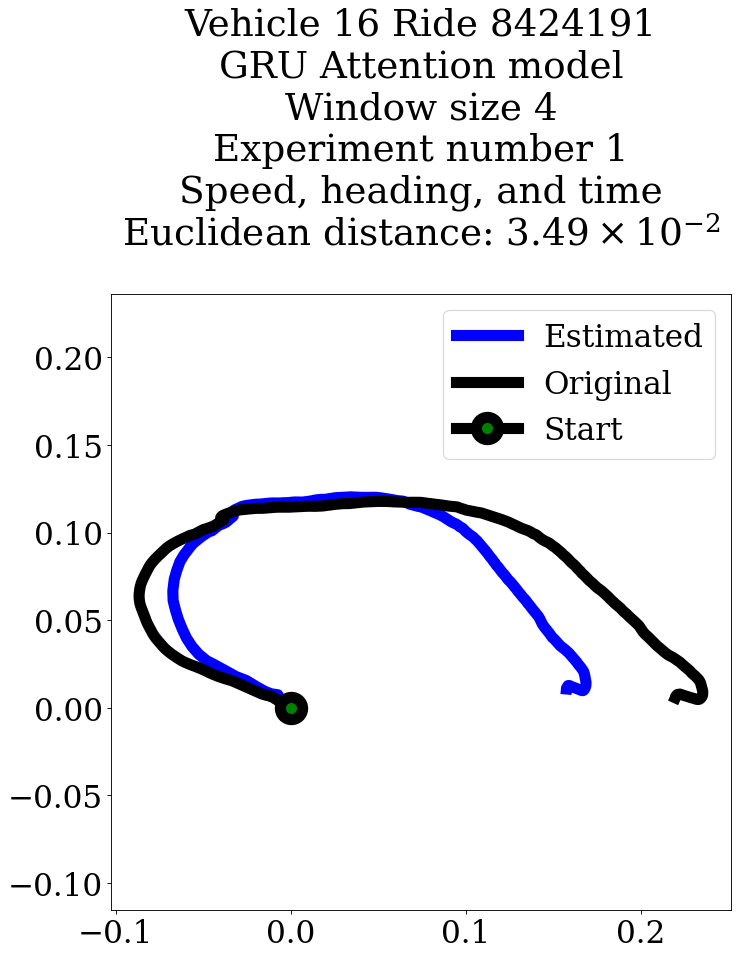 Vehicle 16 Ride 8424191
GRU Attention model
Window size 4
Experiment number 1
Speed, heading, and time
Euclidean distance: 3.49 × 10⁻²
Estimated
Original
Start
0.20
0.15
0.10
0.05
0.00
−0.05
−0.10
−0.1 0.0 0.1 0.2